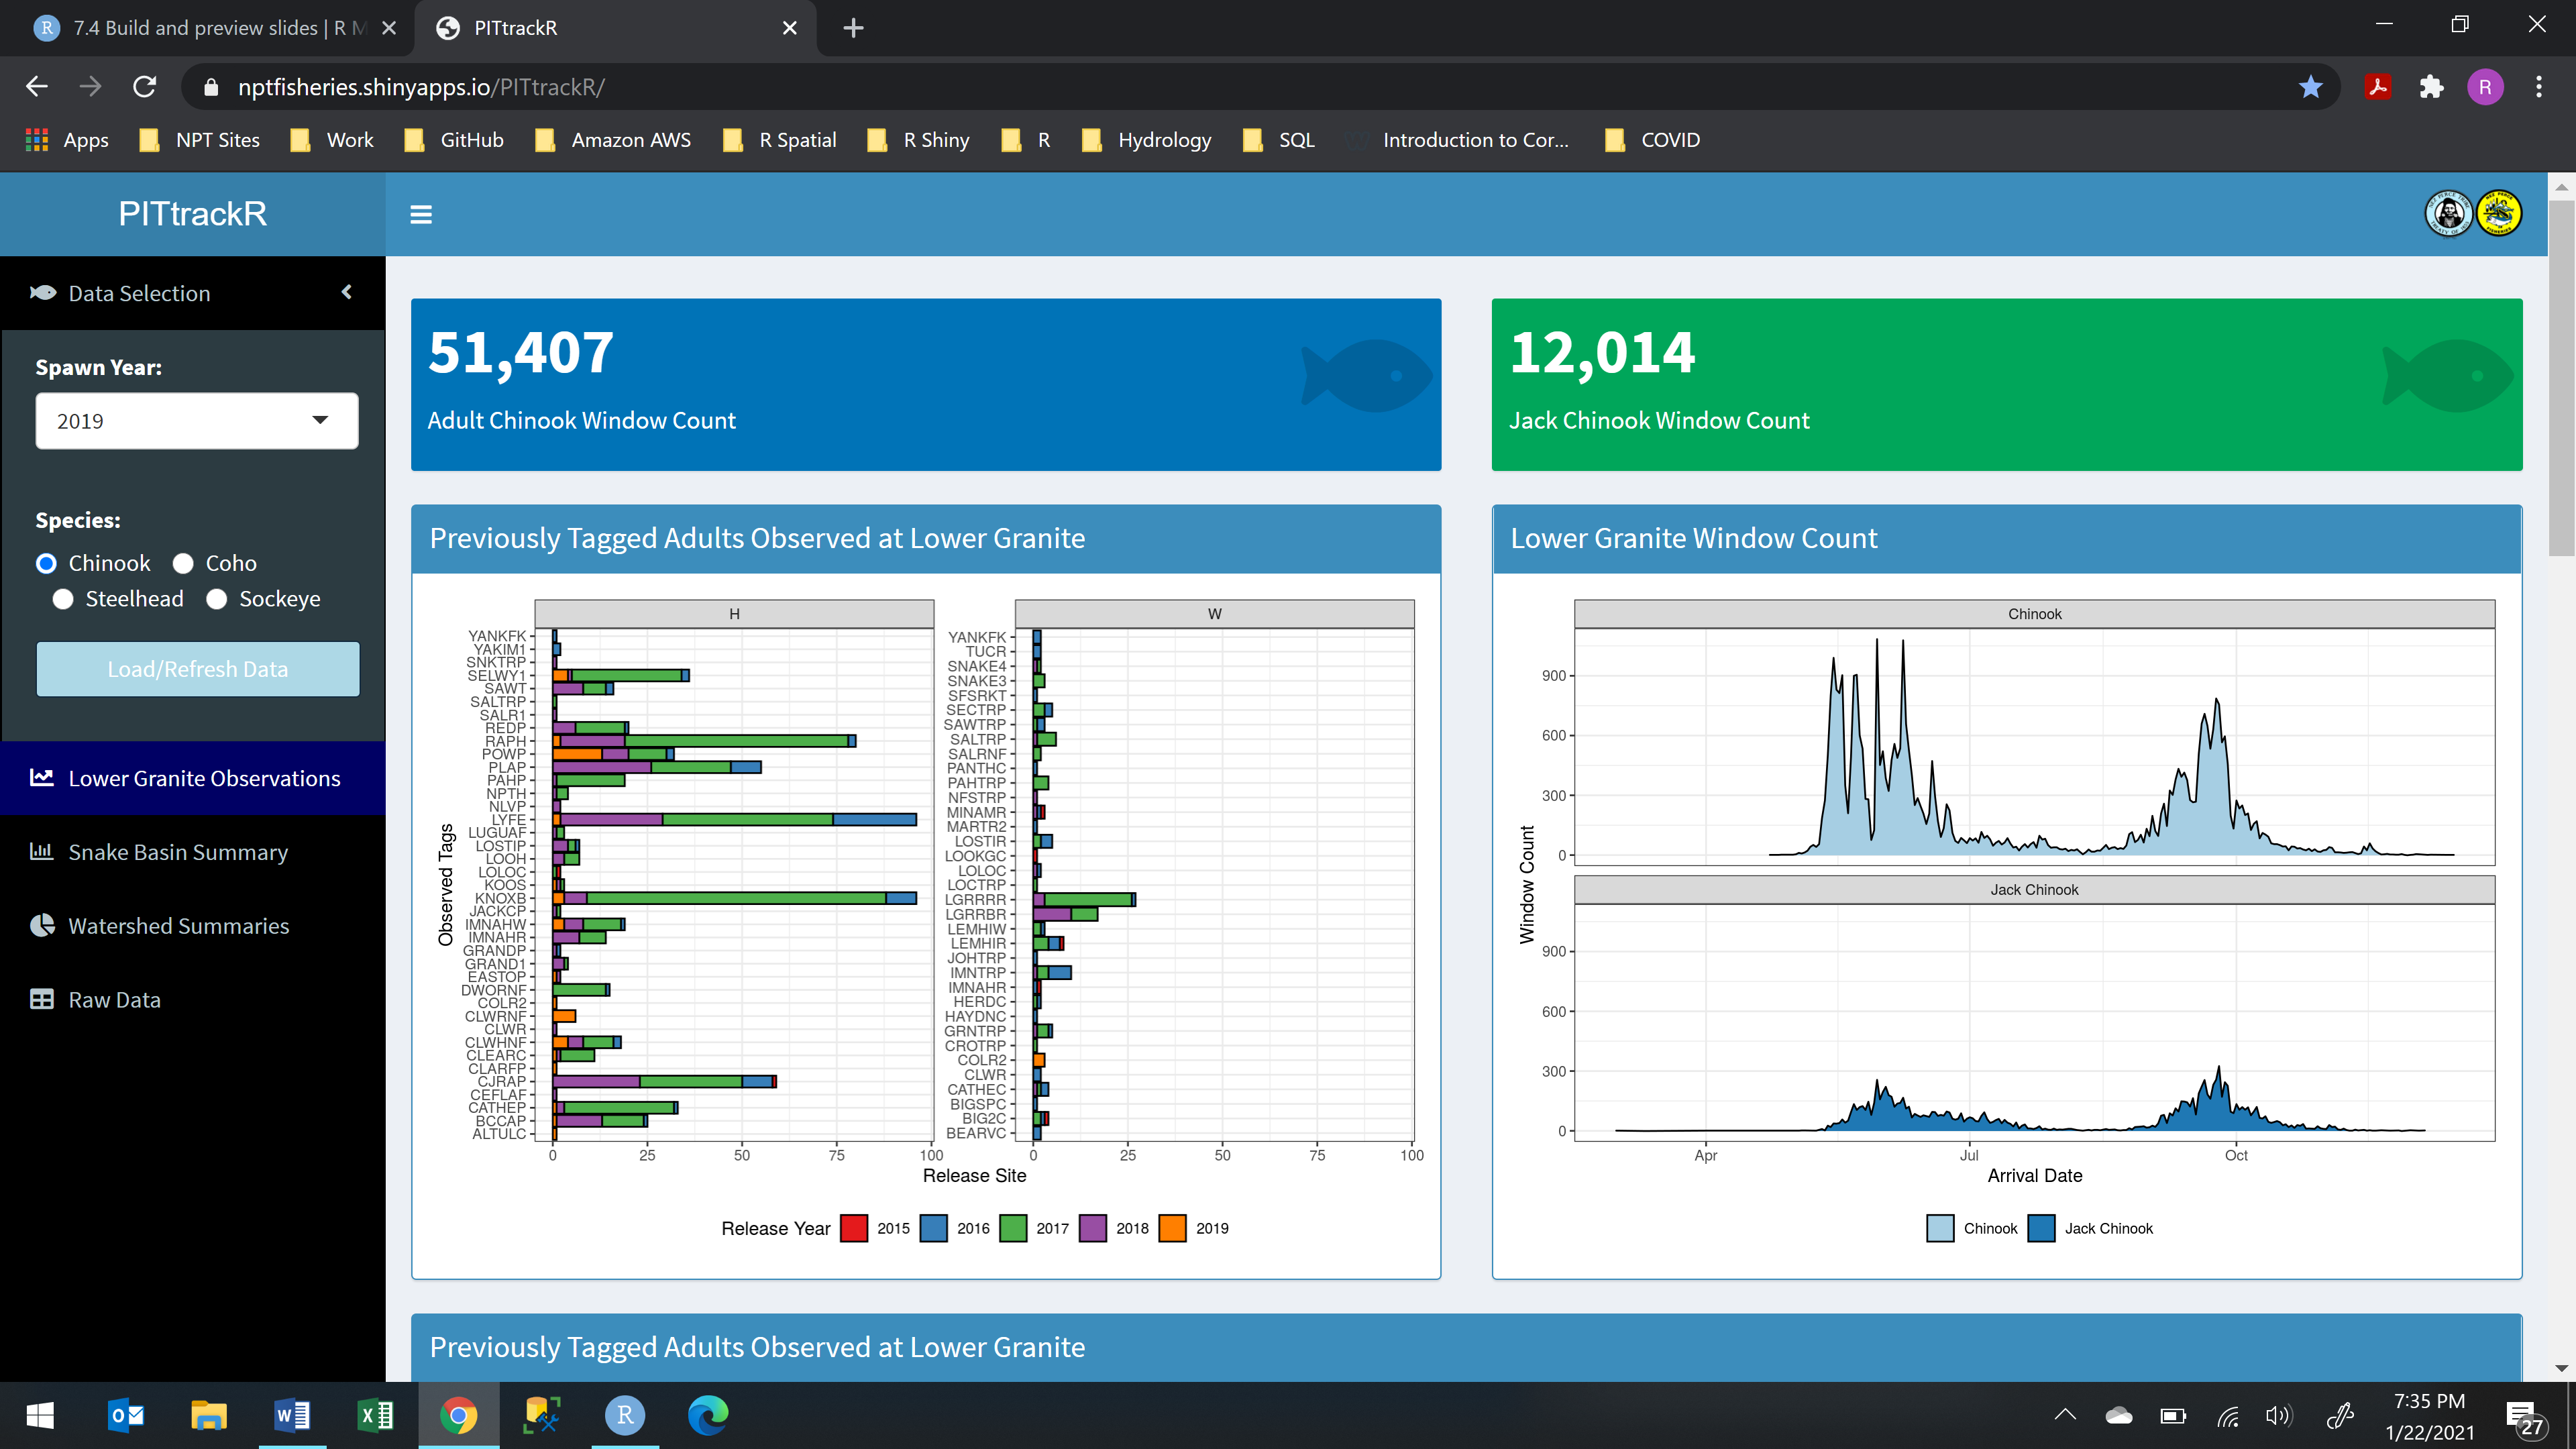 7.4 Build and preview slides | R M
PITtrackR
nptfisheries.shinyapps.io/PITtrackR/
R
Apps
NPT Sites
Work
GitHub
Amazon AWS
R Spatial
R Shiny
R
Hydrology
SQL
Introduction to Cor...
COVID
PITtrackR
Data Selection
Spawn Year:
2019
Species:
Chinook
Coho
Steelhead
Sockeye
Load/Refresh Data
Lower Granite Observations
Snake Basin Summary
Watershed Summaries
Raw Data
51,407
Adult Chinook Window Count
12,014
Jack Chinook Window Count
Previously Tagged Adults Observed at Lower Granite
H
W
Observed Tags
YANKFK
YAKIM1
SNKTRP
SELWY1
SAWT
SALTRP
SALR1
REDP
RAPH
POWP
PLAP
PAHP
NPTH
NLVP
LYFE
LUGUAF
LOSTIP
LOOH
LOLOC
KOOS
KNOXB
JACKCP
IMNAHW
IMNAHR
GRANDP
GRAND1
EASTOP
DWORNF
COLR2
CLWRNF
CLWR
CLWHNF
CLEARC
CLARFP
CJRAP
CEFLAF
CATHEP
BCCAP
ALTULC
YANKFK
TUCR
SNAKE4
SNAKE3
SFSRKT
SECTRP
SAWTRP
SALTRP
SALRNF
PANTHC
PAHTRP
NFSTRP
MINAMR
MARTR2
LOSTIR
LOOKGC
LOLOC
LOCTRP
LGRRRR
LGRRBR
LEMHIW
LEMHIR
JOHTRP
IMNTRP
IMNAHR
HERDC
HAYDNC
GRNTRP
CROTRP
COLR2
CLWR
CATHEC
BIGSPC
BIG2C
BEARVC
0 25 50 75 100
0 25 50 75 100
Release Site
Release Year 2015 2016 2017 2018 2019
Lower Granite Window Count
Chinook
900
600
300
0
Jack Chinook
900
600
300
0
Window Count
Apr Jul Oct
Arrival Date
Chinook Jack Chinook
Previously Tagged Adults Observed at Lower Granite
7:35 PM
1/22/2021
27